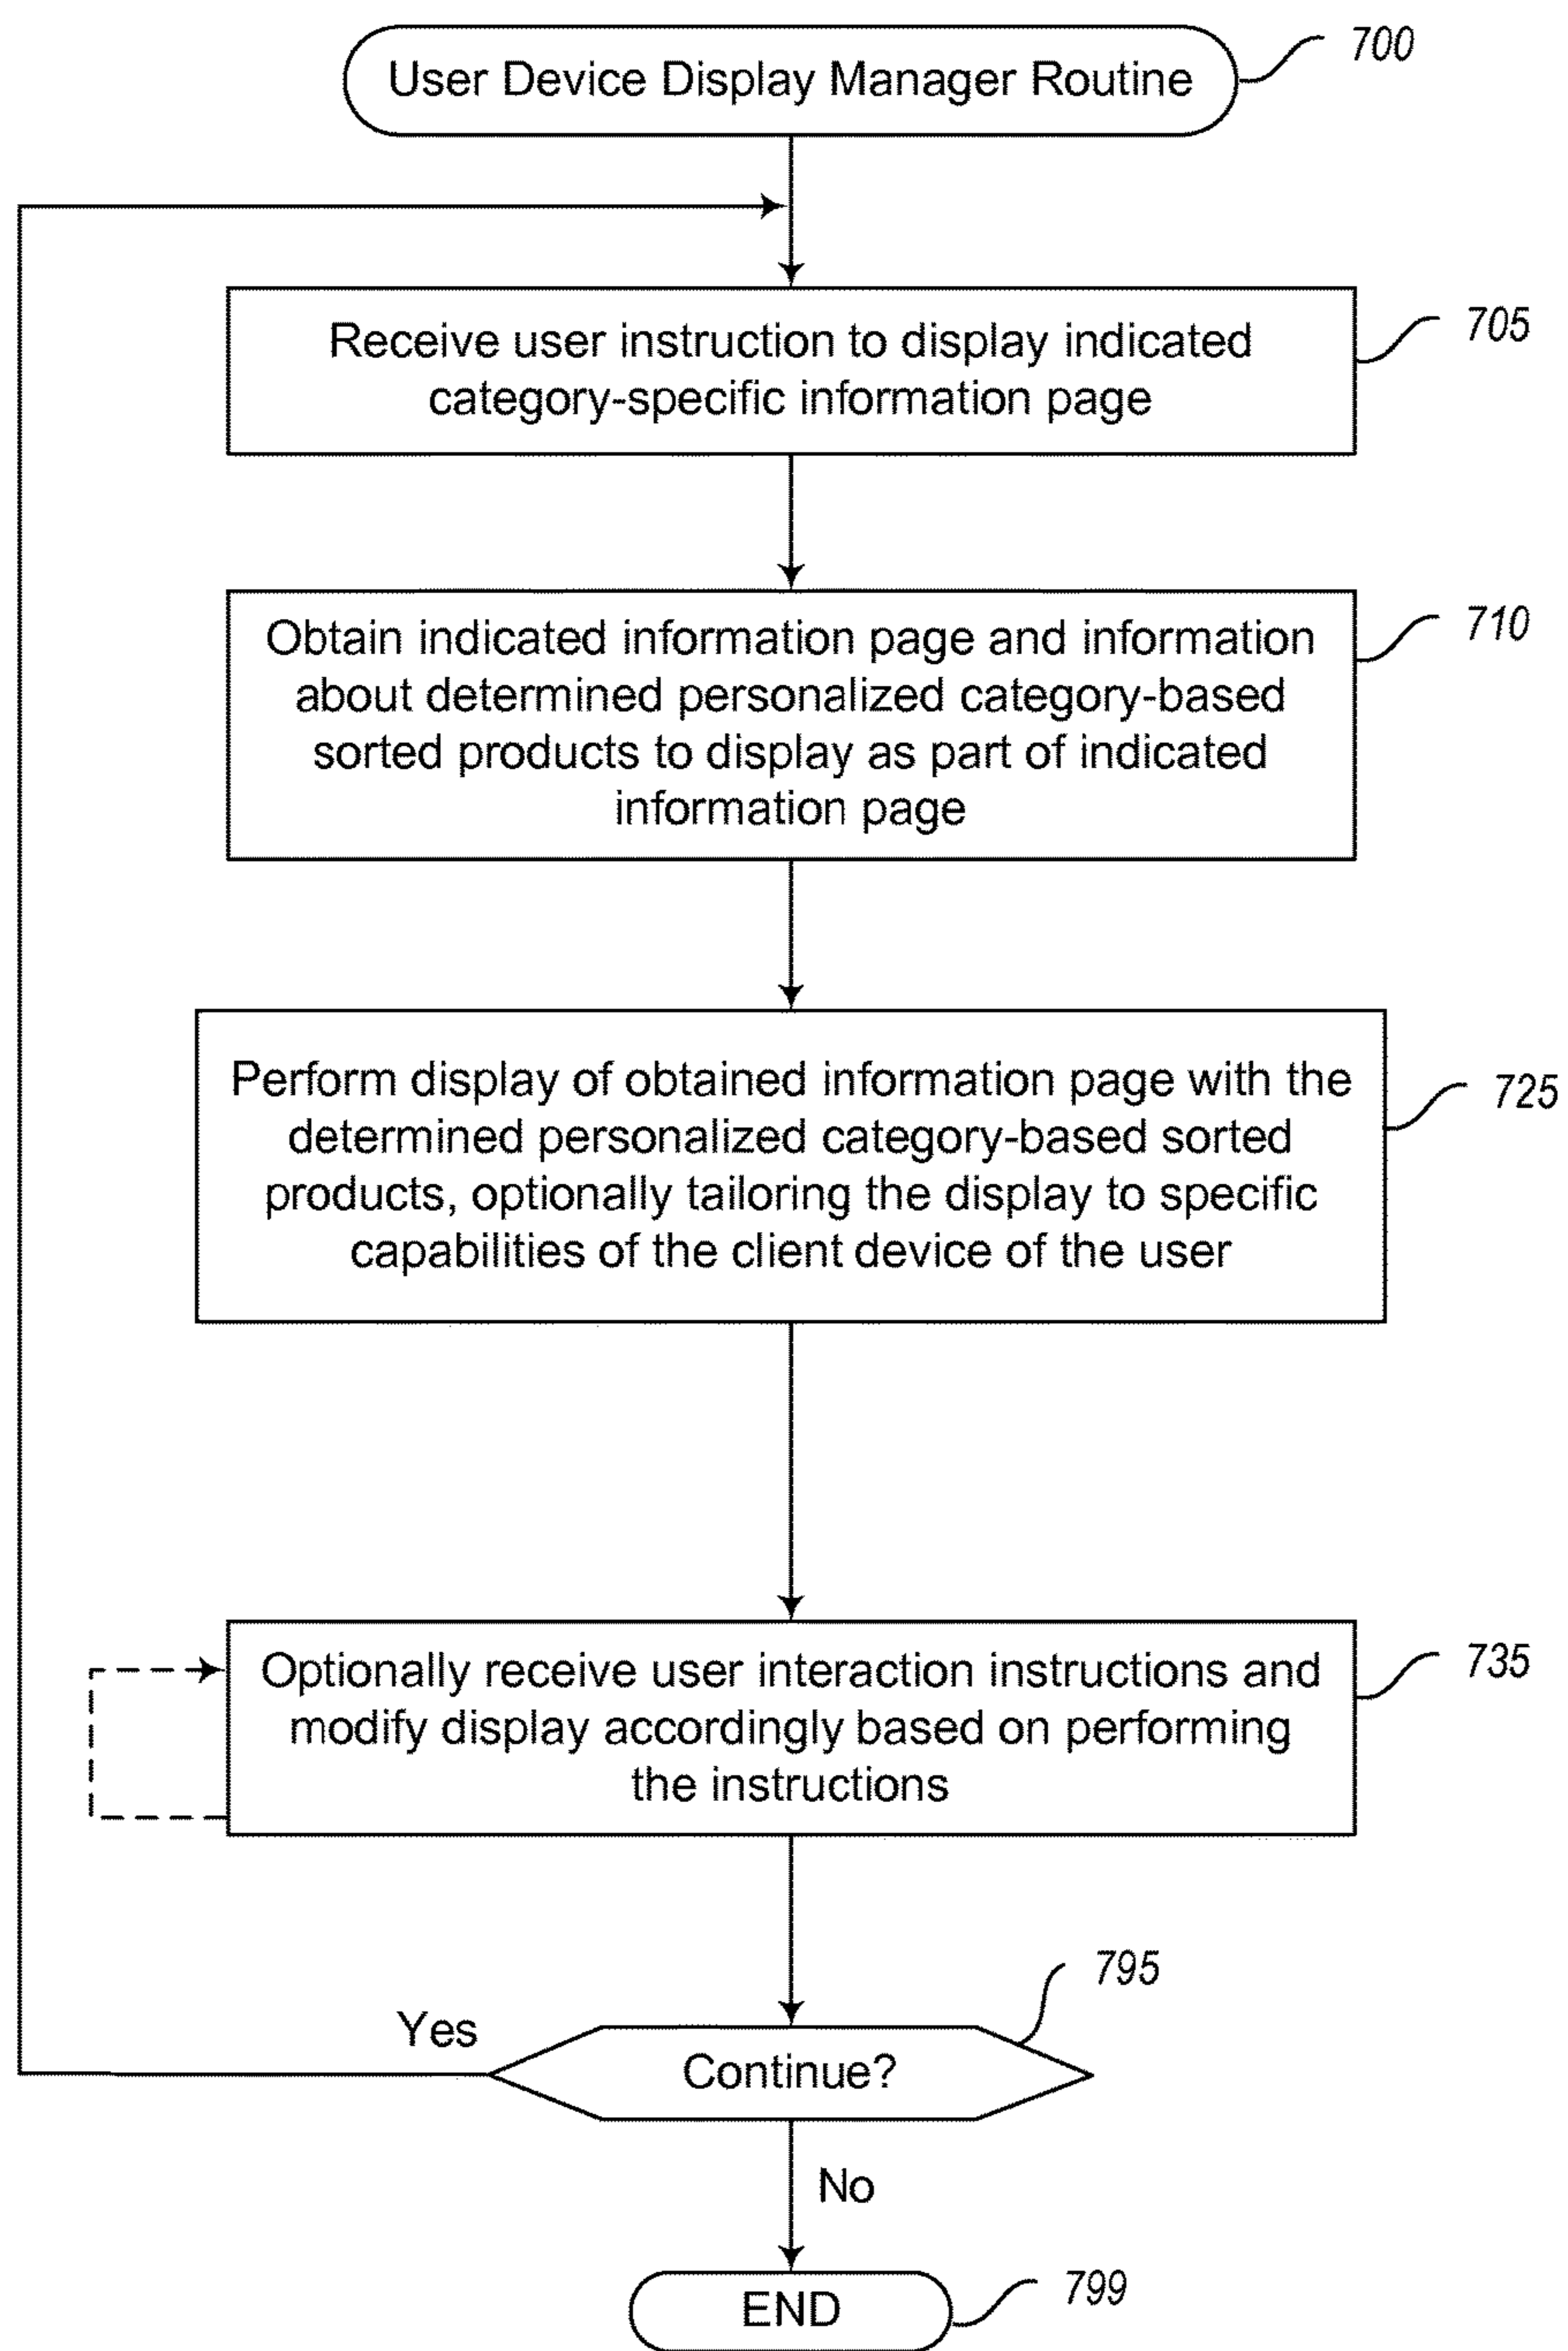 User Device Display Manager Routine
700
Receive user instruction to display indicated
category-specific information page
705
Obtain indicated information page and information
about determined personalized category-based
sorted products to display as part of indicated
information page
710
Perform display of obtained information page with the
determined personalized category-based sorted
products, optionally tailoring the display to specific
capabilities of the client device of the user
725
Optionally receive user interaction instructions and
modify display accordingly based on performing
the instructions
735
795
Yes
Continue?
No
END
799